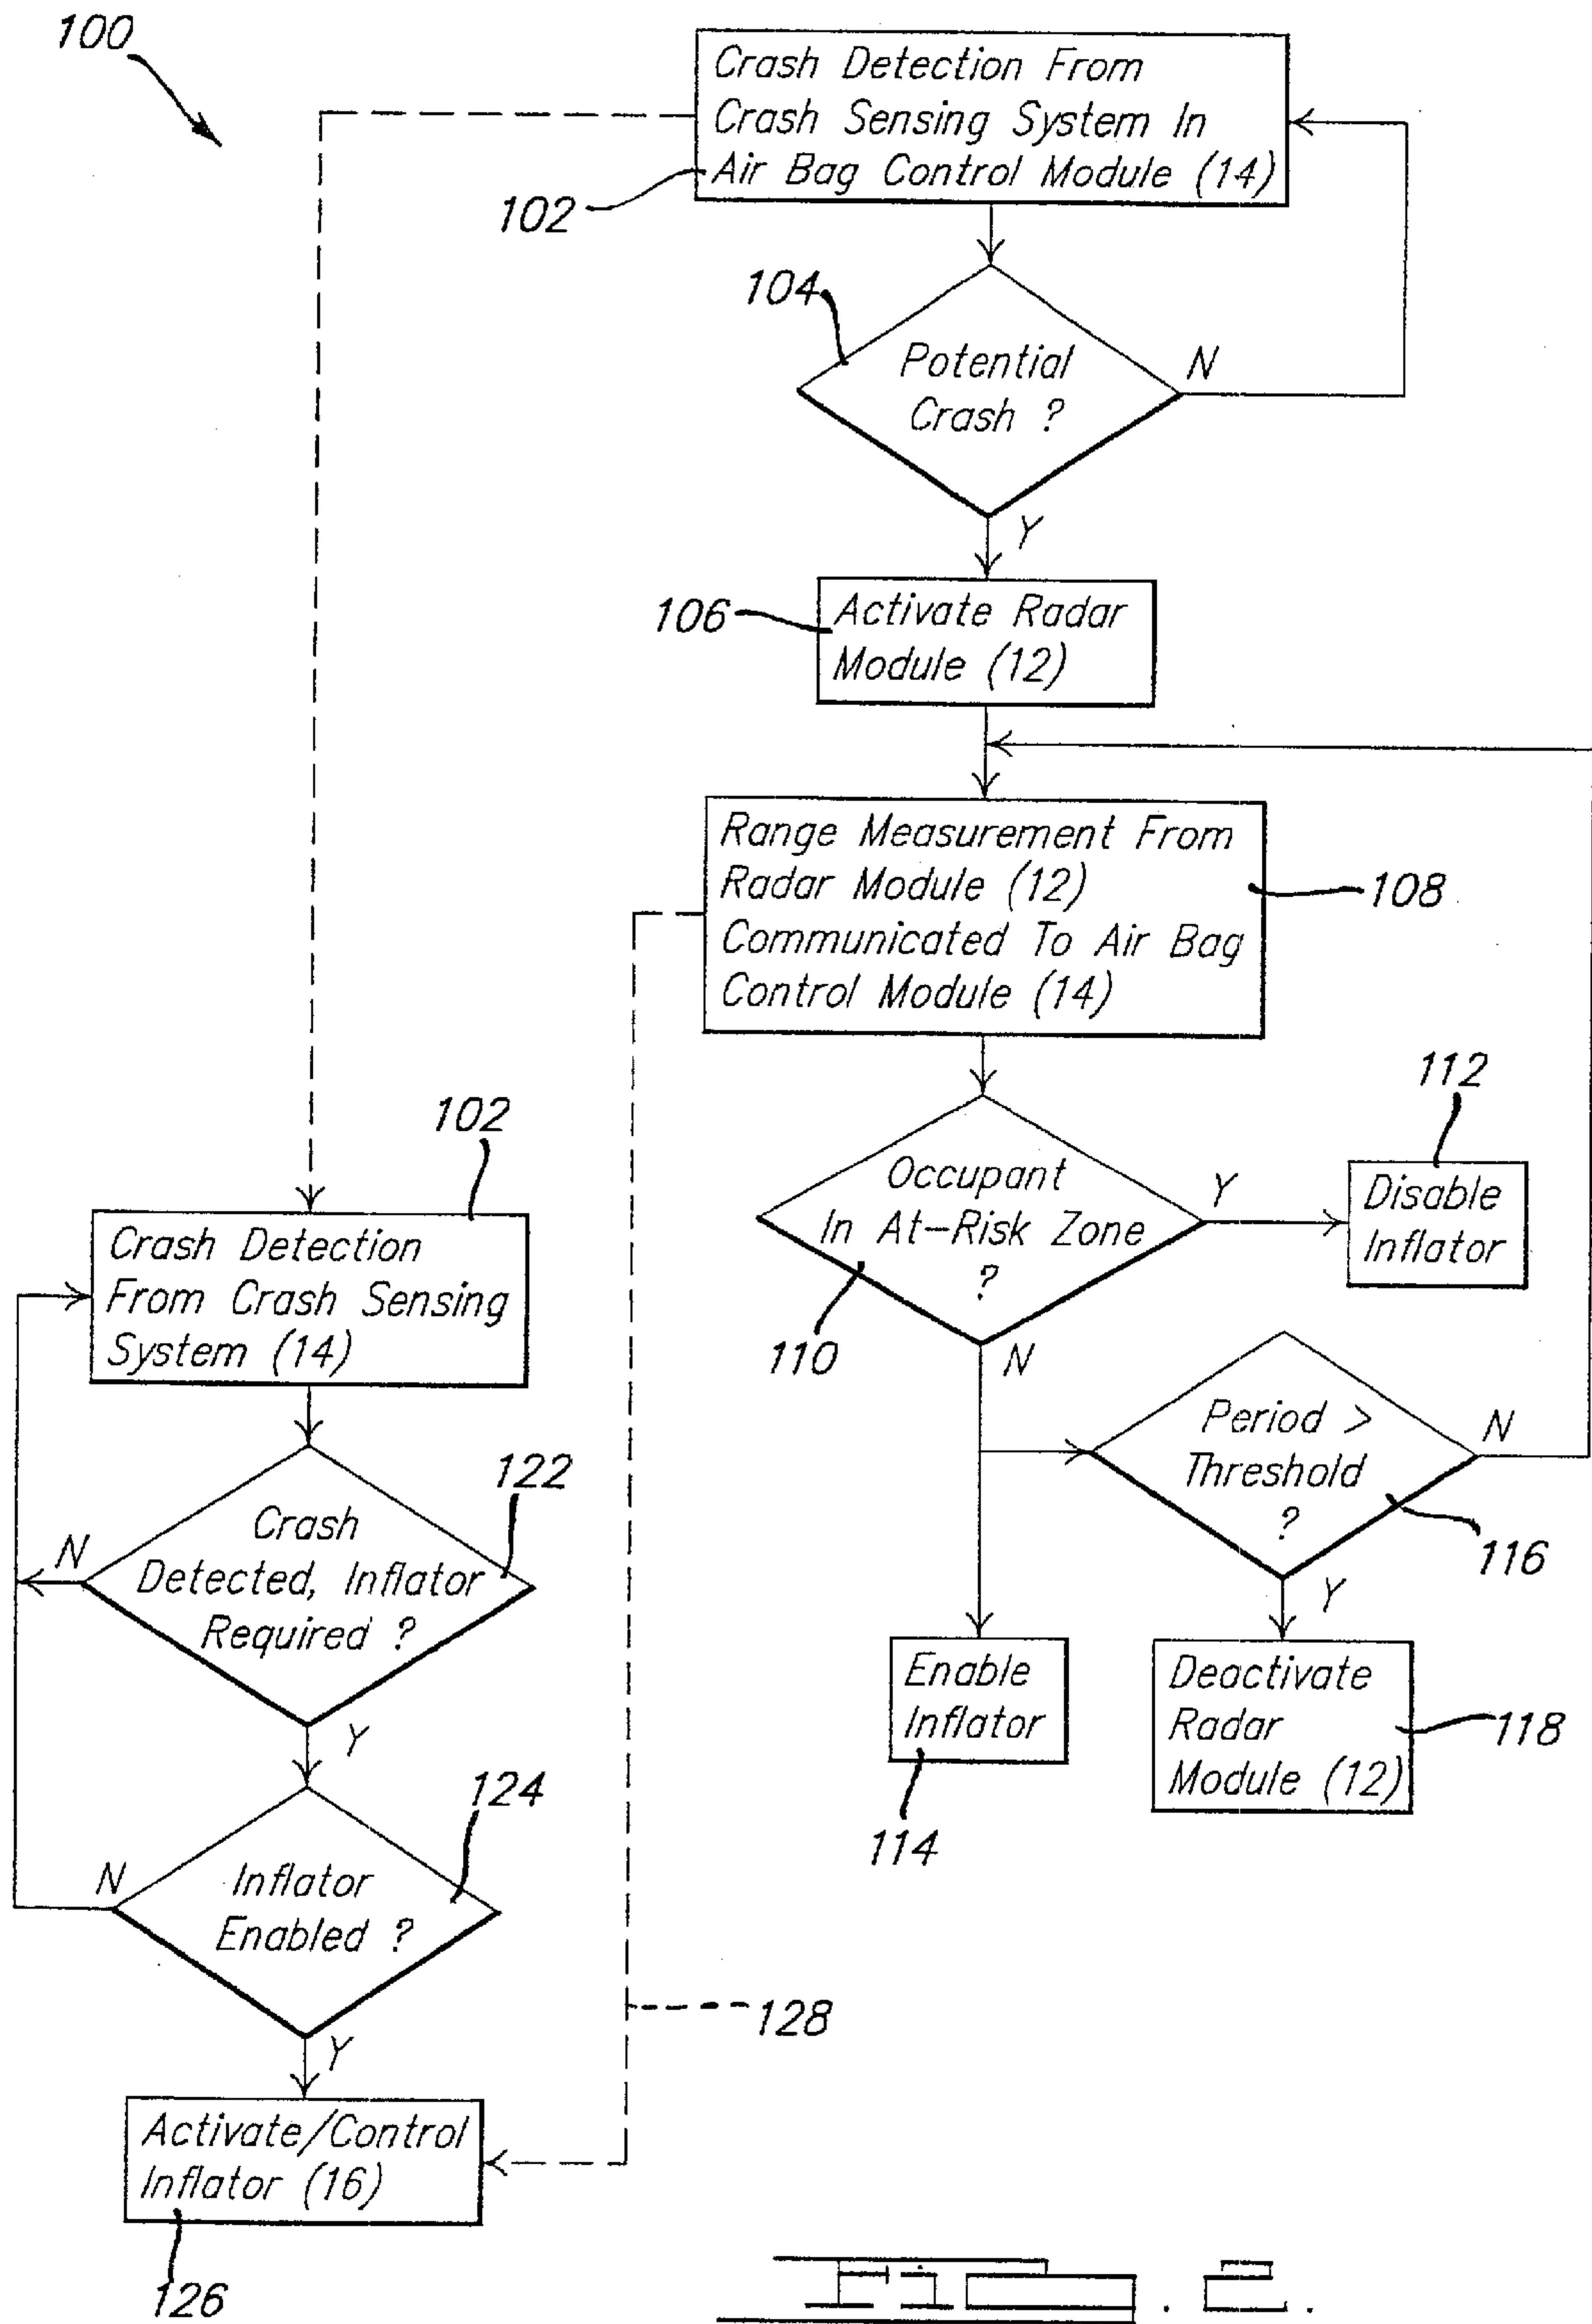 100
Crash Detection From
Crash Sensing System In
Air Bag Control Module (14)
102
104
Potential
Crash ?
N
Y
106
Activate Radar
Module (12)
Range Measurement From
Radar Module (12)
Communicated To Air Bag
Control Module (14)
108
112
Occupant
In At-Risk Zone
?
Y
Disable
Inflator
110
N
102
Crash Detection
From Crash Sensing
System (14)
Period >
Threshold
?
N
116
Y
122
Crash
Detected, Inflator
Required ?
N
Y
Enable
Inflator
114
Deactivate
Radar
Module (12)
118
124
Inflator
Enabled ?
N
Y
128
Activate/Control
Inflator (16)
126